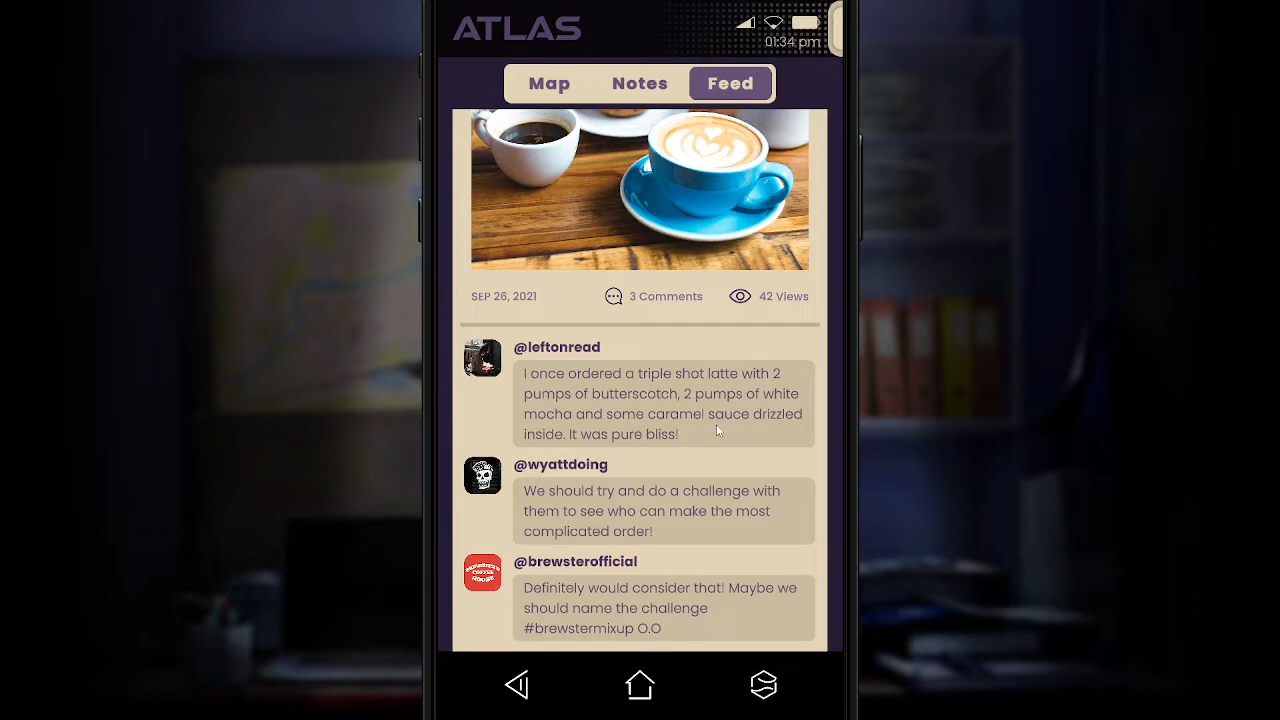 ATLAS
01:34 pm
Map Notes Feed
SEP 26, 2021 3 Comments 42 Views
@leftonread
I once ordered a triple shot latte with 2
pumps of butterscotch, 2 pumps of white
mocha and some caramel sauce drizzled
inside. It was pure bliss!
@wyattdoing
We should try and do a challenge with
them to see who can make the most
complicated order!
@brewsterofficial
Definitely would consider that! Maybe we
should name the challenge
#brewstermixup O.O